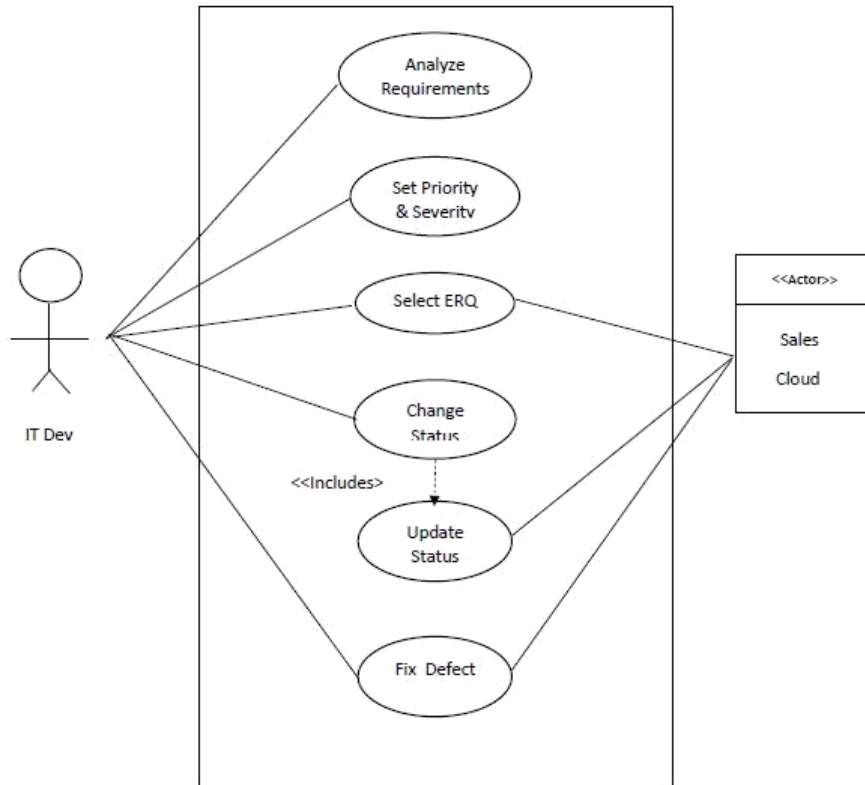 Analyze
Requirements
Set Priority
& Severity
<<Actor>>
Select ERQ
Sales
Cloud
Change
Status
IT Dev
<<Includes>
Update
Status
Fix Defect